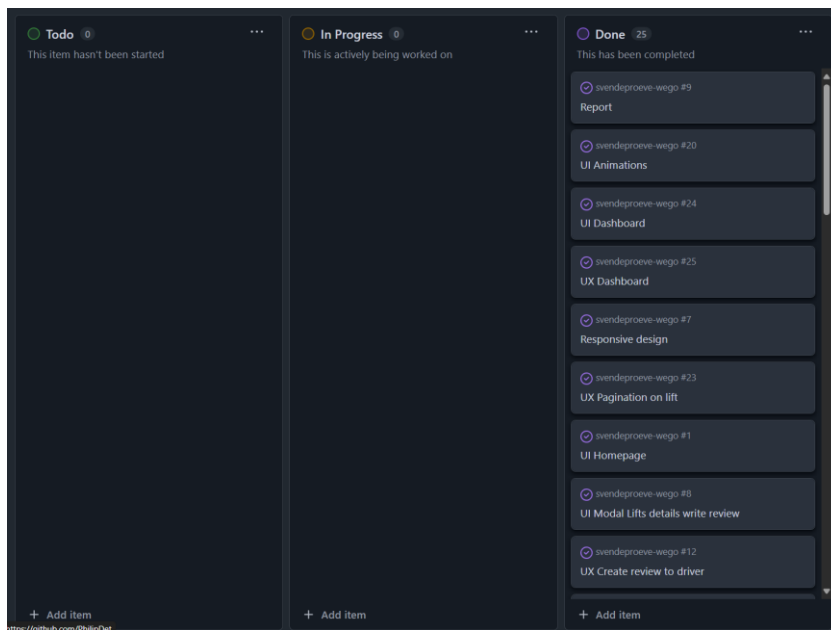 Todo 0
This item hasn't been started
+ Add item
In Progress 0
This is actively being worked on
+ Add item
Done 25
This has been completed
svendeproeve-wego #9
Report
svendeproeve-wego #20
UI Animations
svendeproeve-wego #24
UI Dashboard
svendeproeve-wego #25
UX Dashboard
svendeproeve-wego #7
Responsive design
svendeproeve-wego #23
UX Pagination on lift
svendeproeve-wego #1
UI Homepage
svendeproeve-wego #8
UI Modal Lifts details write review
svendeproeve-wego #12
UX Create review to driver
+ Add item
https://github.com/PhilipDet